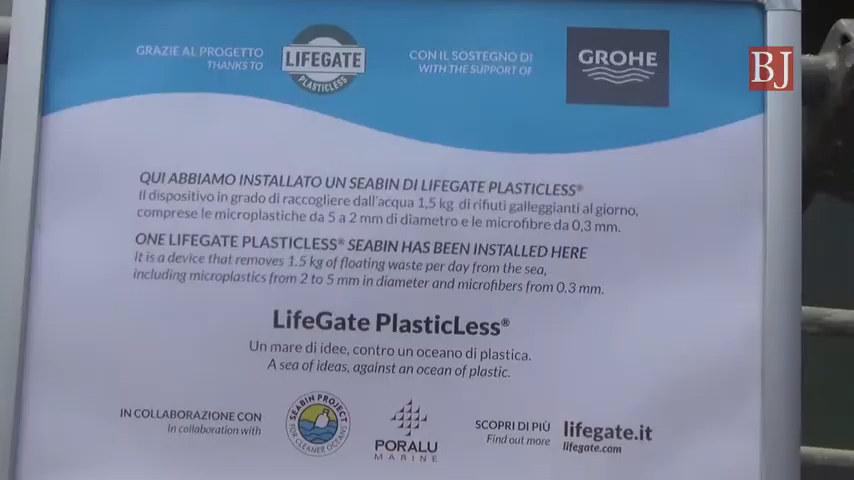 GRAZIE AL PROGETTO
THANKS TO
LIFEGATE
PLASTICLESS
CON IL SOSTEGNO DI
WITH THE SUPPORT OF
GROHE
BJ
QUI ABBIAMO INSTALLATO UN SEABIN DI LIFEGATE PLASTICLESS®
Il dispositivo in grado di raccogliere dall'acqua 1,5 kg di rifiuti galleggianti al giorno,
comprese le microplastiche da 5 a 2 mm di diametro e le microfibre da 0,3 mm.
ONE LIFEGATE PLASTICLESS® SEABIN HAS BEEN INSTALLED HERE
It is a device that removes 1.5 kg of floating waste per day from the sea,
including microplastics from 2 to 5 mm in diameter and microfibers from 0.3 mm.
LifeGate PlasticLess®
Un mare di idee, contro un oceano di plastica.
A sea of ideas, against an ocean of plastic.
IN COLLABORAZIONE CON
In collaboration with
SEABIN PROJECT
FOR CLEANER OCEANS
PORALU
MARINE
SCOPRI DI PIÙ
Find out more
lifegate.it
lifegate.com